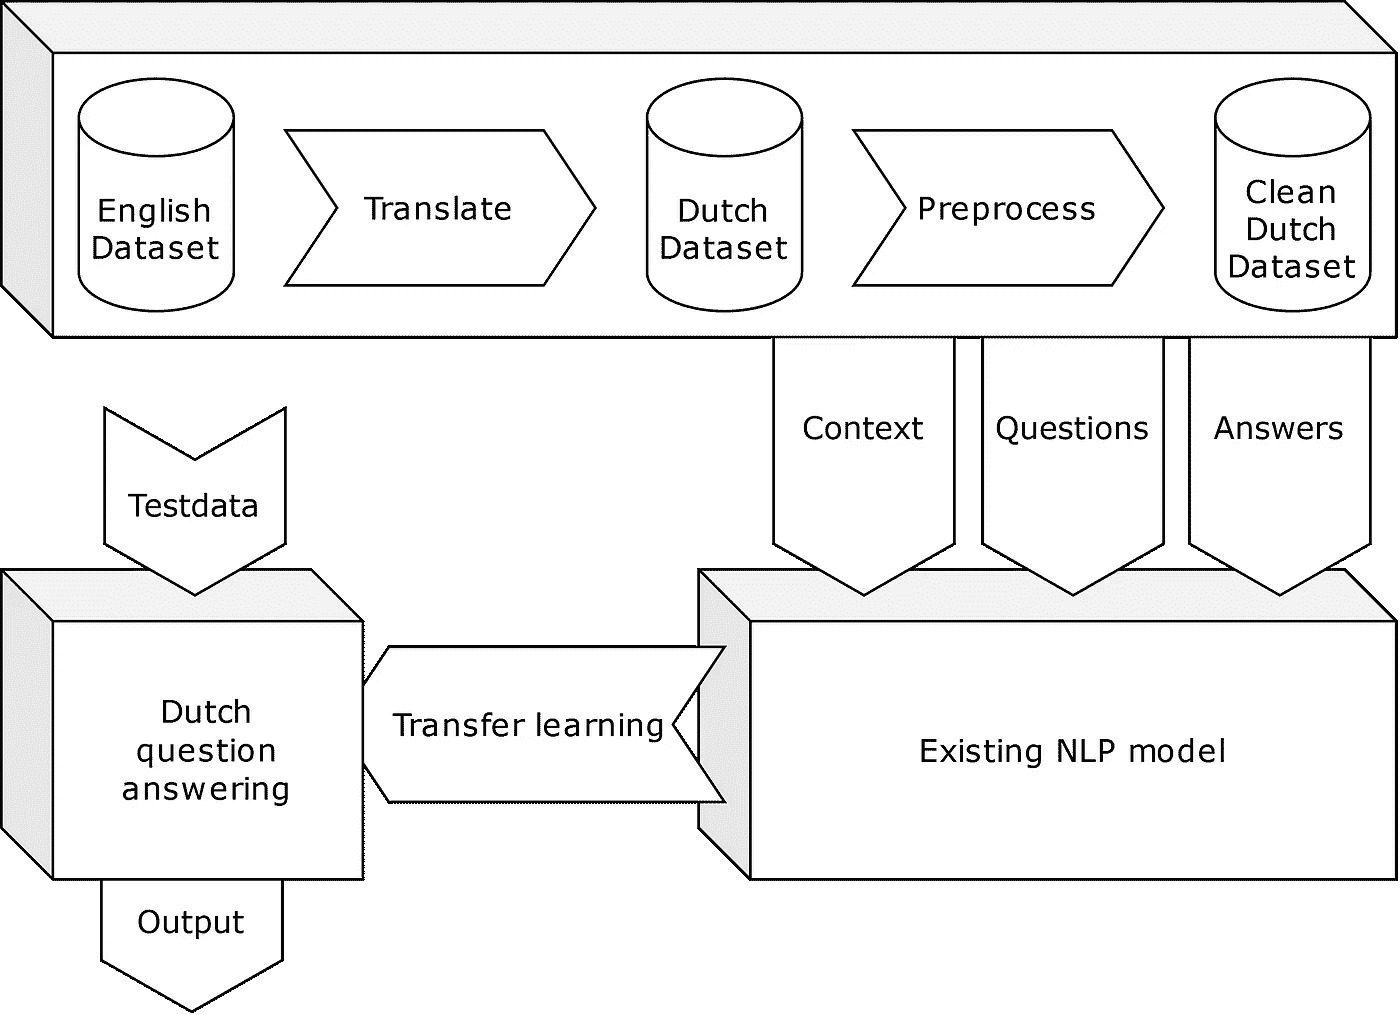 English
Dataset
Translate
Dutch
Dataset
Preprocess
Clean
Dutch
Dataset
Context
Questions
Answers
Testdata
Dutch
question
answering
Transfer learning
Existing NLP model
Output